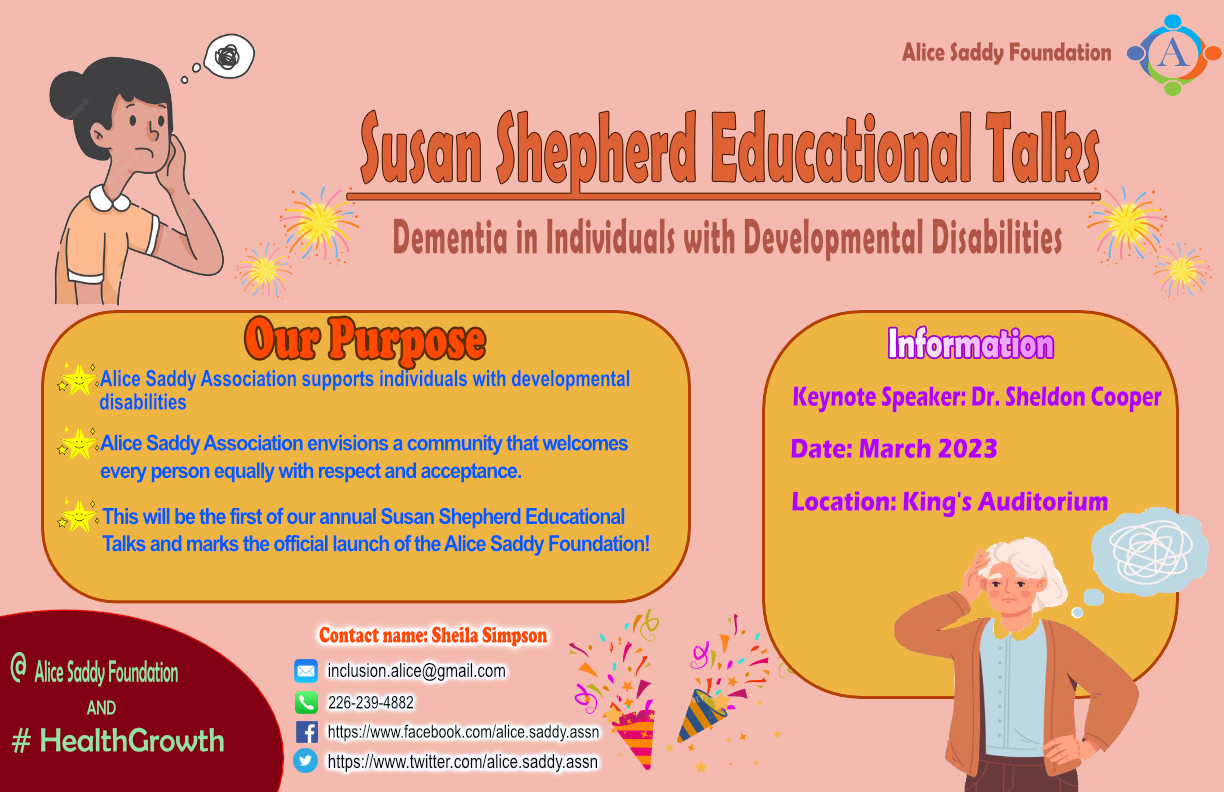 Alice Saddy Foundation
A
Susan Shepherd Educational Talks
Dementia in Individuals with Developmental Disabilities
Our Purpose
Alice Saddy Association supports individuals with developmental
disabilities
Alice Saddy Association envisions a community that welcomes
every person equally with respect and acceptance.
This will be the first of our annual Susan Shepherd Educational
Talks and marks the official launch of the Alice Saddy Foundation!
Information
Keynote Speaker: Dr. Sheldon Cooper
Date: March 2023
Location: King's Auditorium
@ Alice Saddy Foundation
AND
# HealthGrowth
Contact name: Sheila Simpson
inclusion.alice@gmail.com
226-239-4882
https://www.facebook.com/alice.saddy.assn
https://www.twitter.com/alice.saddy.assn